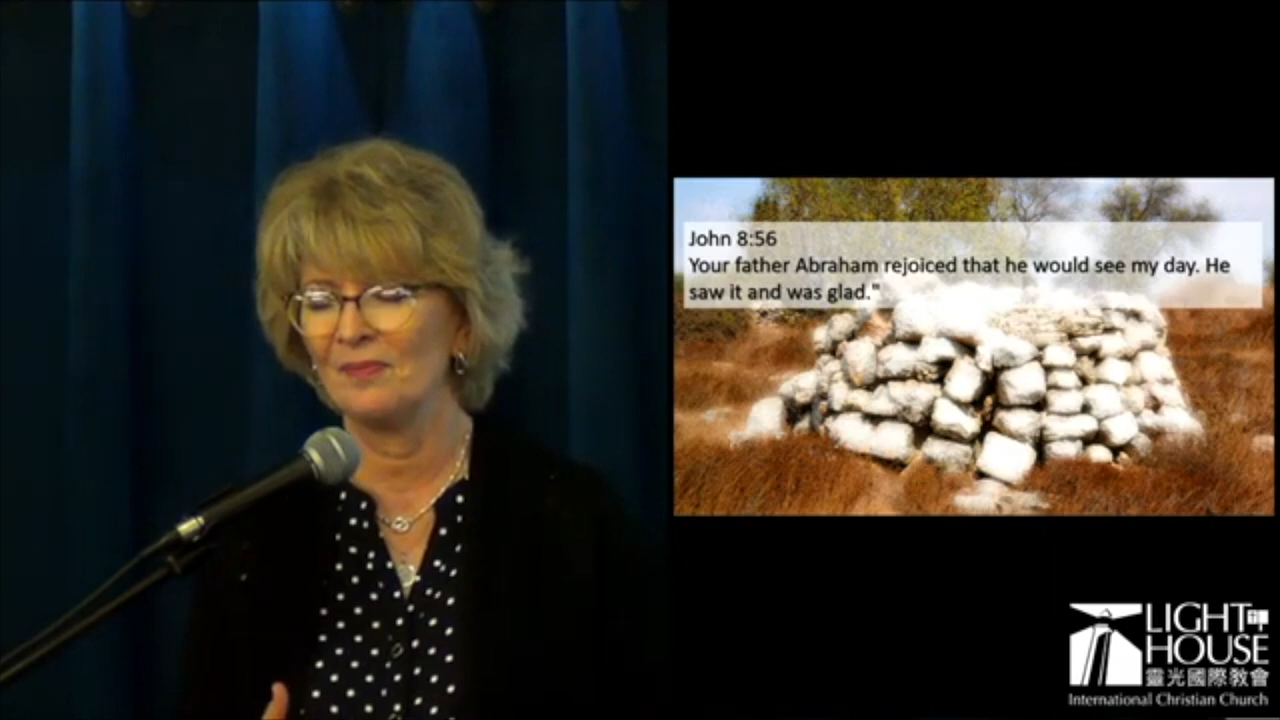 John 8:56
Your father Abraham rejoiced that he would see my day. He
saw it and was glad."
LIGHT
HOUSE
靈光國際教會
International Christian Church